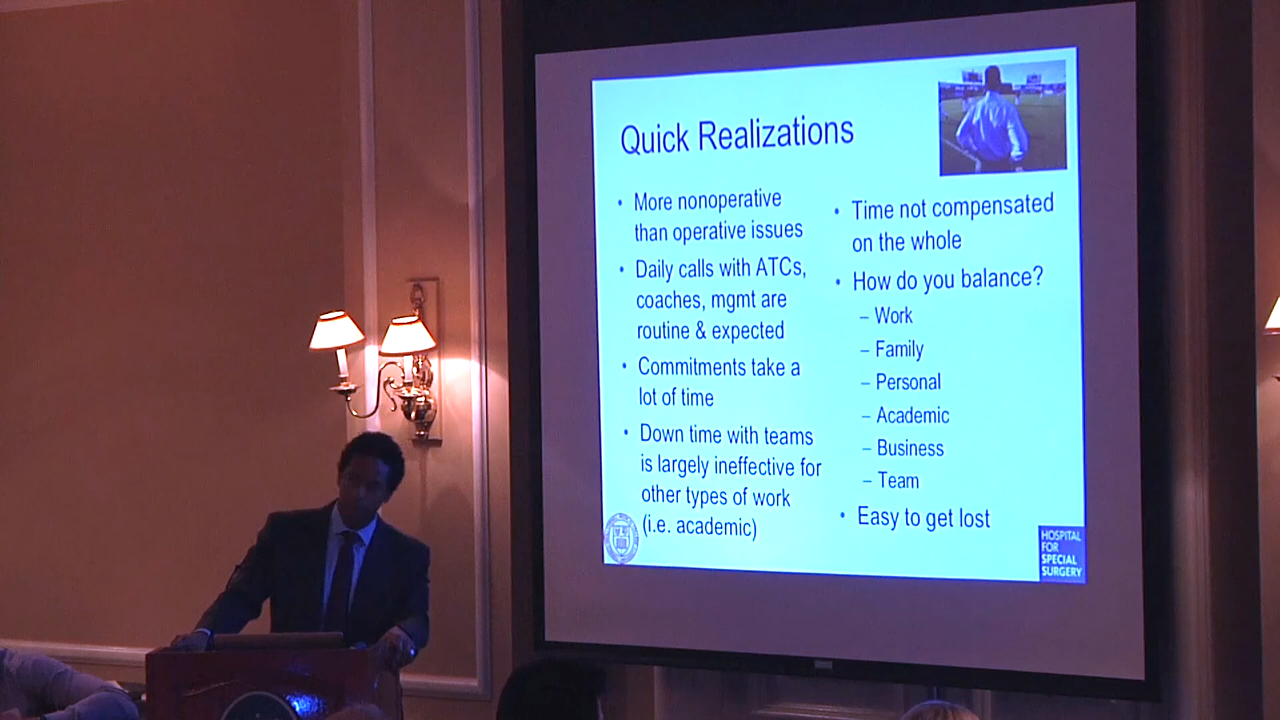 Quick Realizations
• More nonoperative
than operative issues
• Daily calls with ATCs,
coaches, mgmt are
routine & expected
• Commitments take a
lot of time
• Down time with teams
is largely ineffective for
other types of work
(i.e. academic)
• Time not compensated
on the whole
• How do you balance?
– Work
– Family
– Personal
– Academic
– Business
– Team
• Easy to get lost
HOSPITAL
FOR
SPECIAL
SURGERY